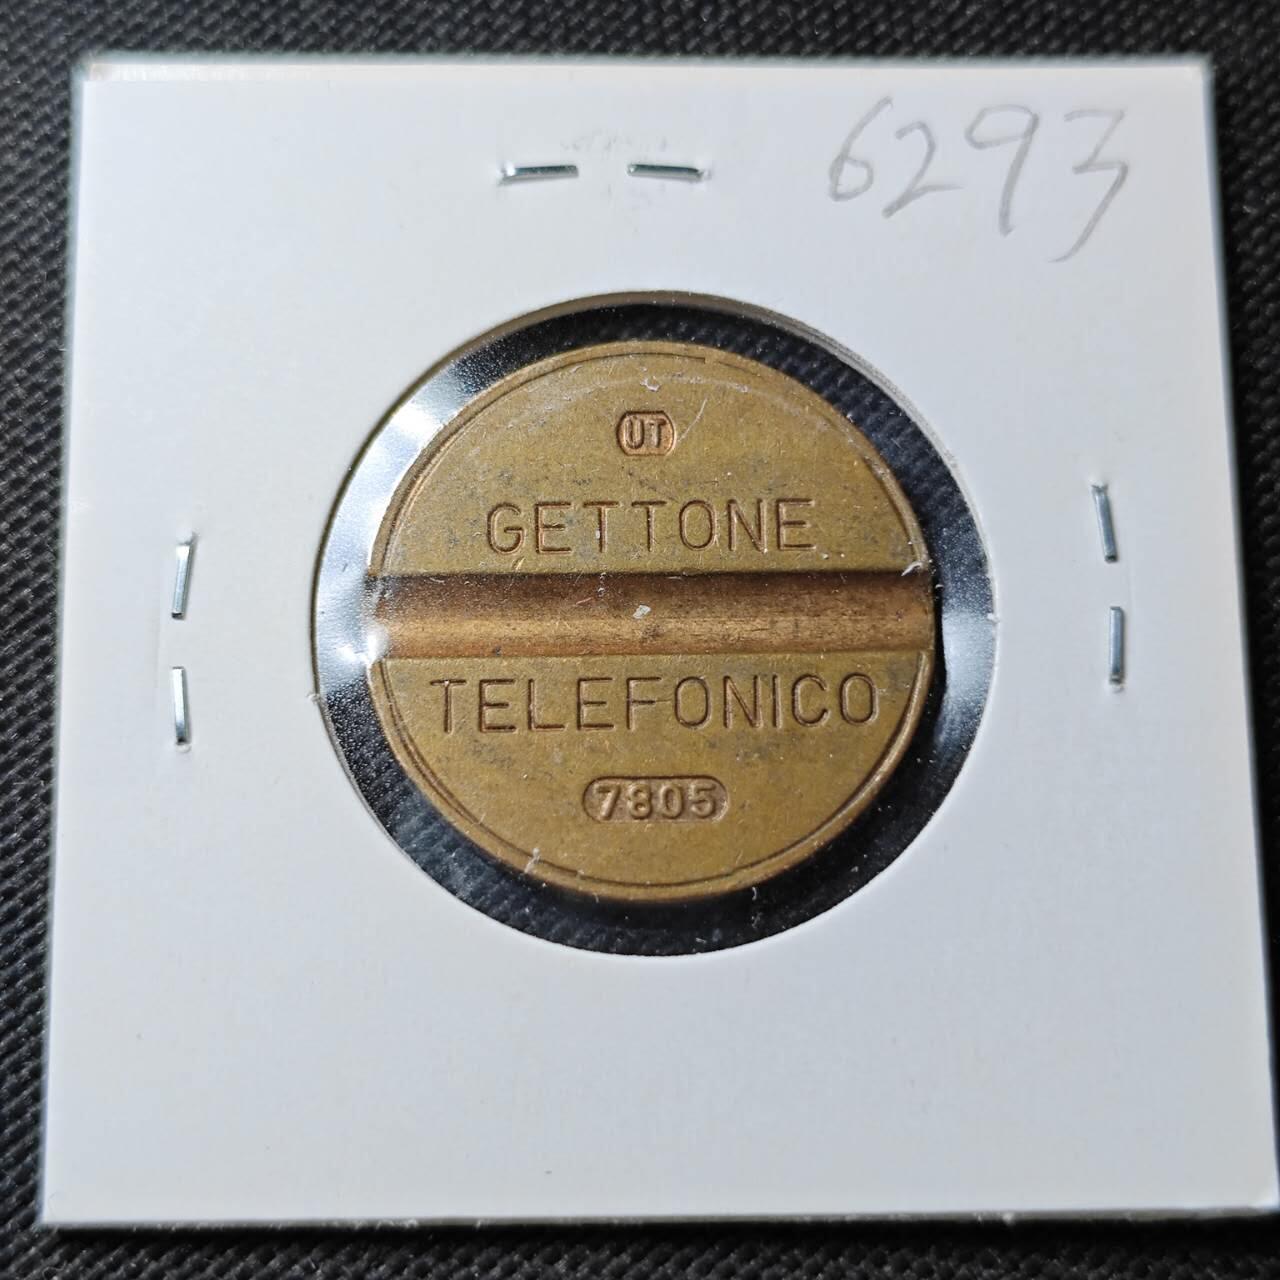 6293
UT
GETTONE
TELEFONICO
7805